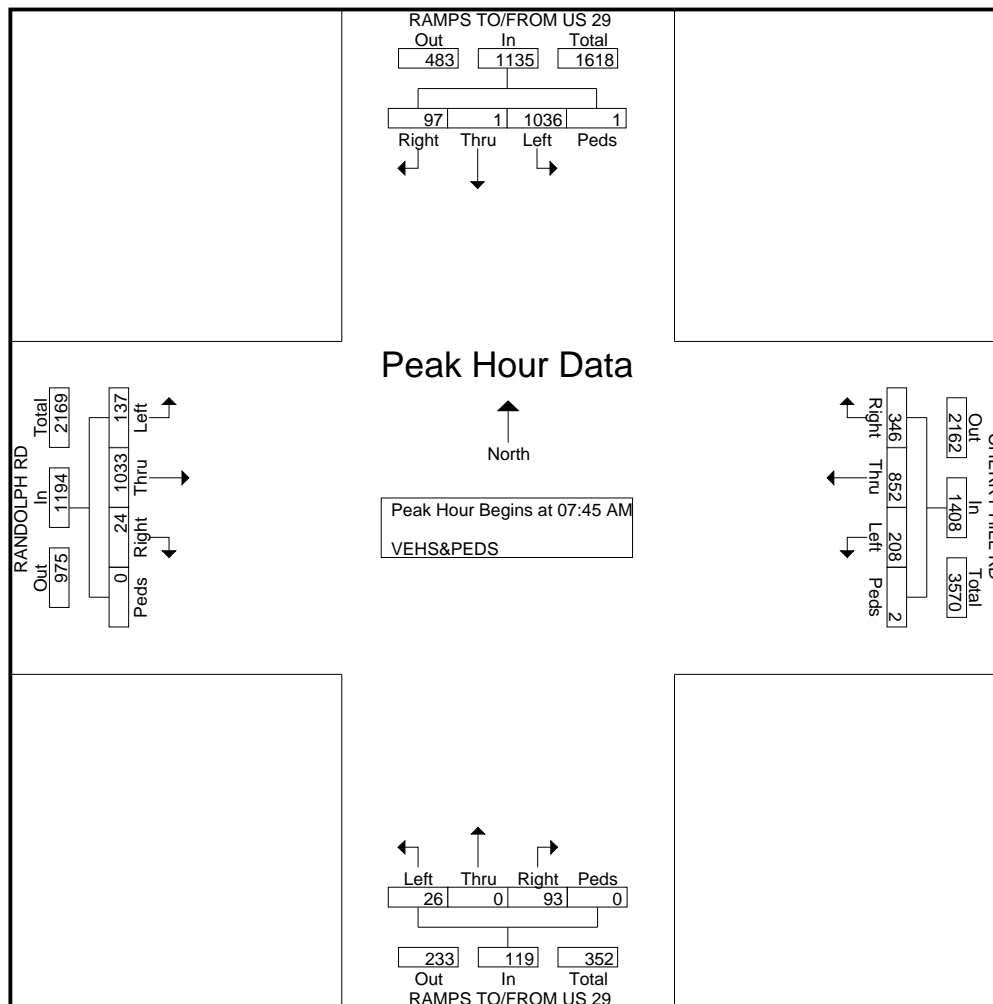 RAMPS TO/FROM US 29
Out In Total
483 1135 1618
97 1 1036 1
Right Thru Left Peds
Peak Hour Data
North
Peak Hour Begins at 07:45 AM
VEHS&PEDS
RANDOLPH RD
Total In Out
2169 1194 975
137 1033 24 0
Left Thru Right Peds
Out In Total
2162 1408 3570
346 852 208 2
Right Thru Left Peds
RD
Left Thru Right Peds
26 0 93 0
233 119 352
Out In Total
RAMPS TO/FROM US 29